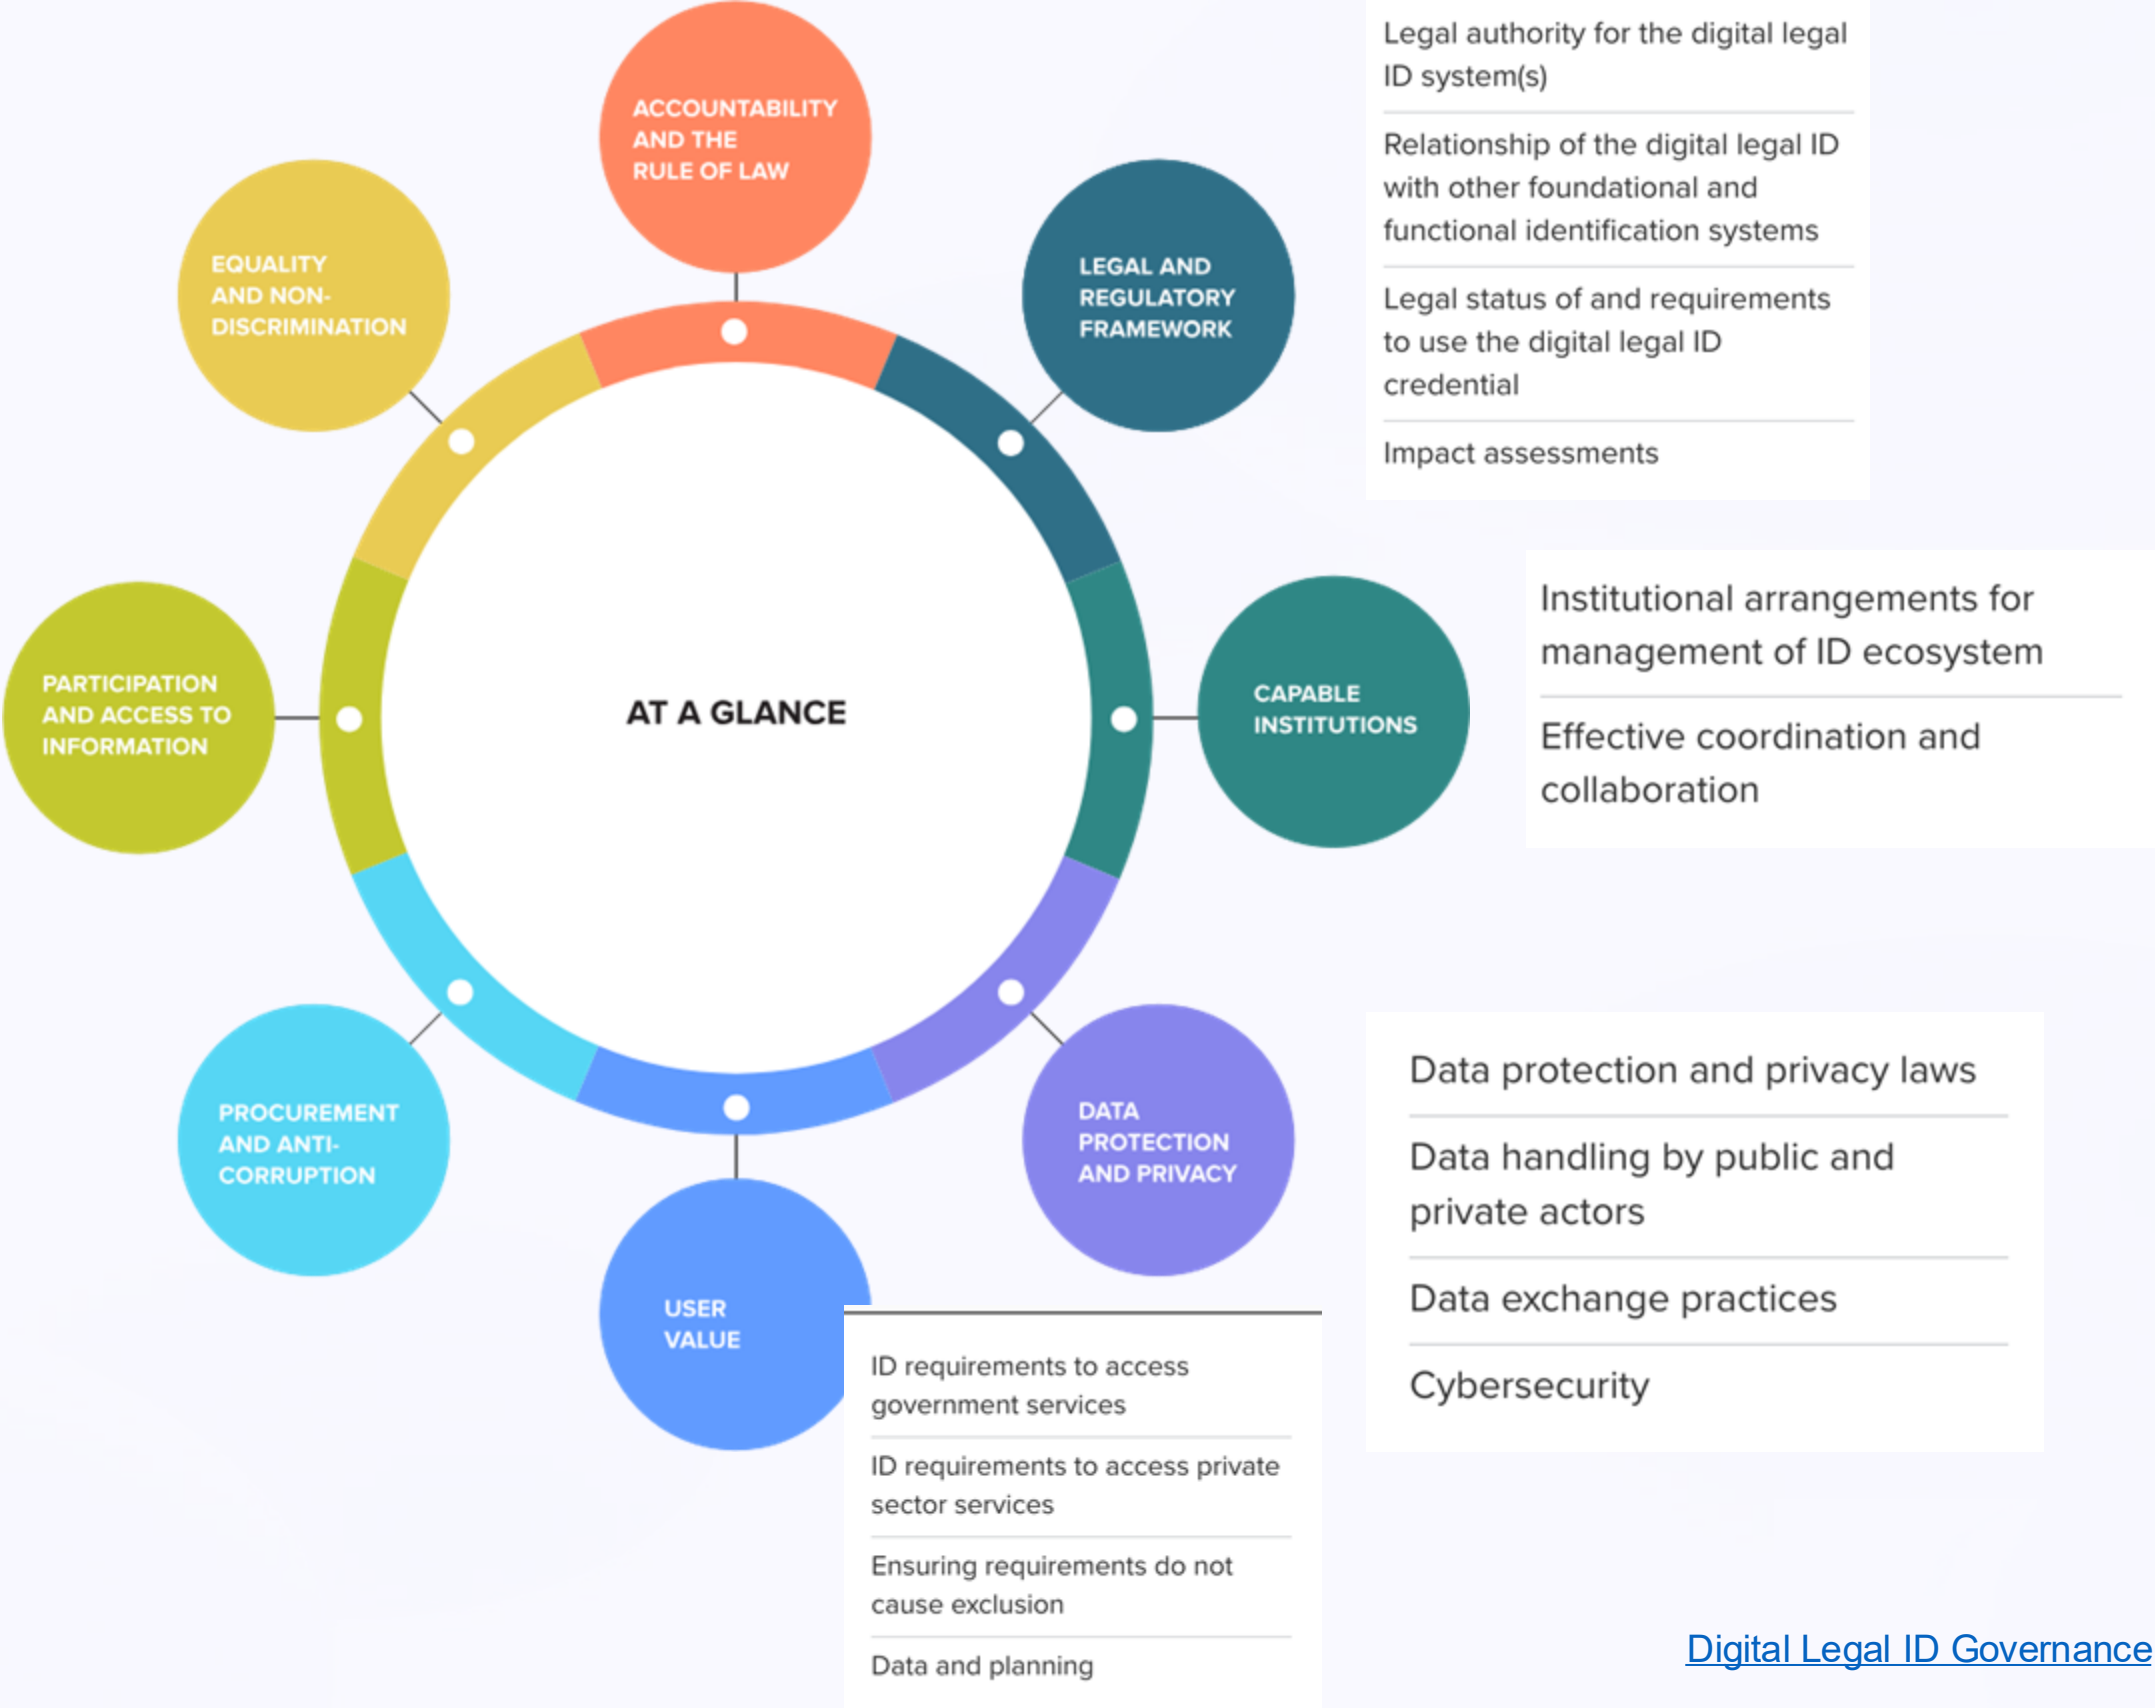 ACCOUNTABILITY
AND THE
RULE OF LAW
LEGAL AND
REGULATORY
FRAMEWORK
Legal authority for the digital legal
ID system(s)
Relationship of the digital legal ID
with other foundational and
functional identification systems
Legal status of and requirements
to use the digital legal ID
credential
Impact assessments
EQUALITY
AND NON-
DISCRIMINATION
PARTICIPATION
AND ACCESS TO
INFORMATION
AT A GLANCE
CAPABLE
INSTITUTIONS
Institutional arrangements for
management of ID ecosystem
Effective coordination and
collaboration
PROCUREMENT
AND ANTI-
CORRUPTION
DATA
PROTECTION
AND PRIVACY
Data protection and privacy laws
Data handling by public and
private actors
Data exchange practices
Cybersecurity
USER
VALUE
ID requirements to access
government services
ID requirements to access private
sector services
Ensuring requirements do not
cause exclusion
Data and planning
Digital Legal ID Governance